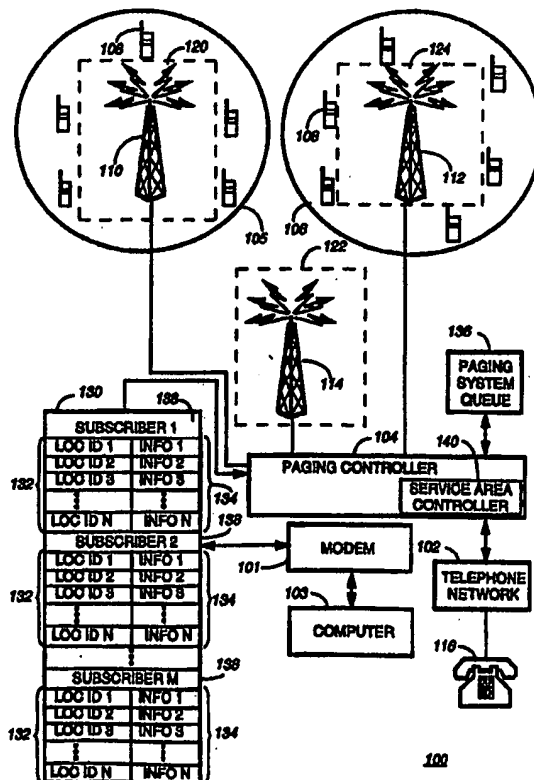 108
120
124
108
110
112
105
106
122
114
136
PAGING
SYSTEM
QUEUE
130
138
SUBSCRIBER 1
LOC ID 1 INFO 1
LOC ID 2 INFO 2
LOC ID 3 INFO 3
LOC ID N INFO N
132
134
138
104
140
PAGING CONTROLLER
SERVICE AREA
CONTROLLER
SUBSCRIBER 2
LOC ID 1 INFO 1
LOC ID 2 INFO 2
LOC ID 3 INFO 3
LOC ID N INFO N
132
134
MODEM
101
102
TELEPHONE
NETWORK
103
COMPUTER
116
SUBSCRIBER M
138
LOC ID 1 INFO 1
LOC ID 2 INFO 2
LOC ID 3 INFO 3
LOC ID N INFO N
132
134
100